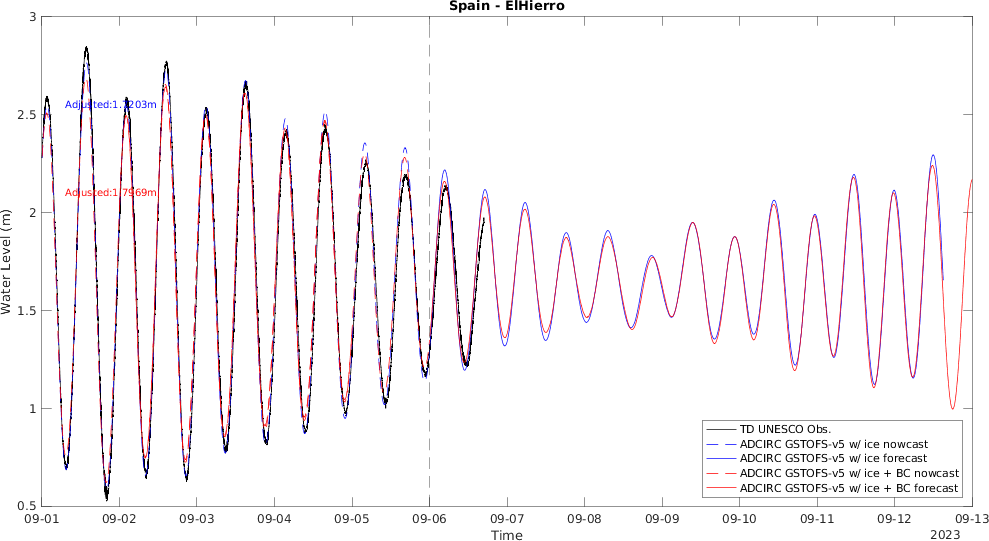 Spain - ElHierro
3
2.5
2
1.5
1
0.5
Water Level (m)
Adjusted:1.7203m
Adjusted:1.7969m
09-01
09-02
09-03
09-04
09-05
09-06
09-07
09-08
09-09
09-10
09-11
09-12
09-13
Time
2023
TD UNESCO Obs.
ADCIRC GSTOFS-v5 w/ ice nowcast
ADCIRC GSTOFS-v5 w/ ice forecast
ADCIRC GSTOFS-v5 w/ ice + BC nowcast
ADCIRC GSTOFS-v5 w/ ice + BC forecast